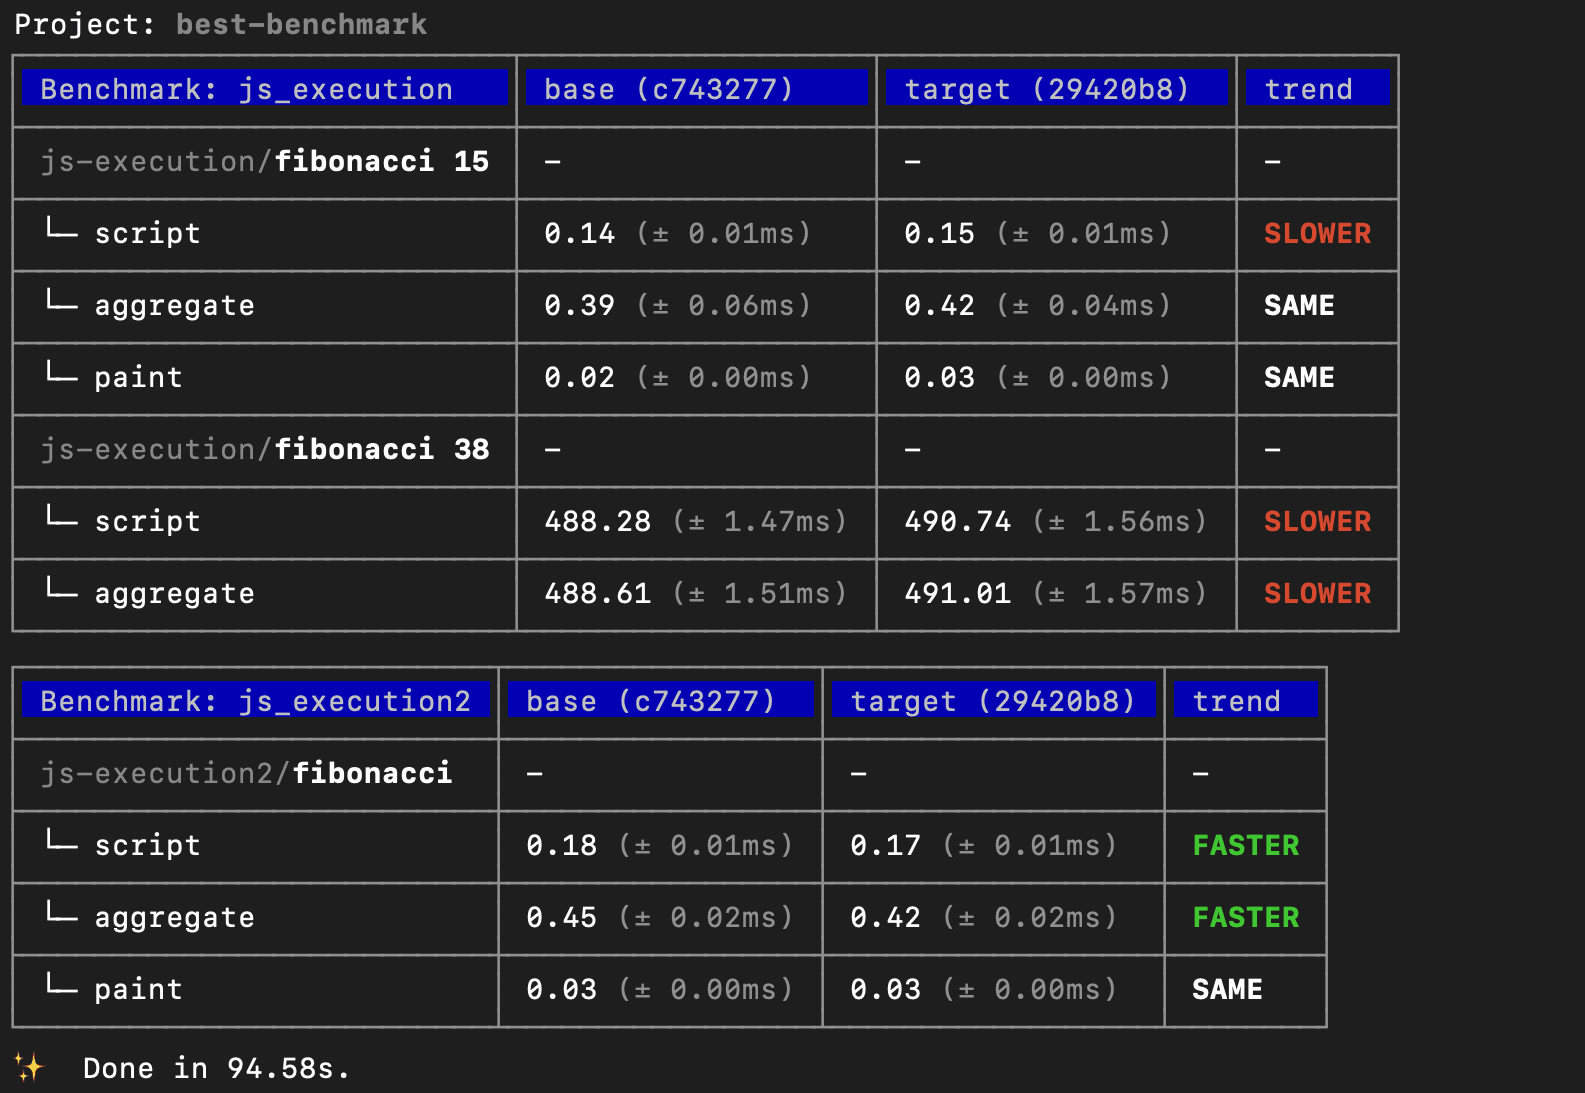 Project: best-benchmark
Benchmark: js_execution base (c743277) target (29420b8) trend
js-execution/fibonacci 15 - - -
└─ script 0.14 (± 0.01ms) 0.15 (± 0.01ms) SLOWER
└─ aggregate 0.39 (± 0.06ms) 0.42 (± 0.04ms) SAME
└─ paint 0.02 (± 0.00ms) 0.03 (± 0.00ms) SAME
js-execution/fibonacci 38 - - -
└─ script 488.28 (± 1.47ms) 490.74 (± 1.56ms) SLOWER
└─ aggregate 488.61 (± 1.51ms) 491.01 (± 1.57ms) SLOWER
Benchmark: js_execution2 base (c743277) target (29420b8) trend
js-execution2/fibonacci - - -
└─ script 0.18 (± 0.01ms) 0.17 (± 0.01ms) FASTER
└─ aggregate 0.45 (± 0.02ms) 0.42 (± 0.02ms) FASTER
└─ paint 0.03 (± 0.00ms) 0.03 (± 0.00ms) SAME
✨ Done in 94.58s.